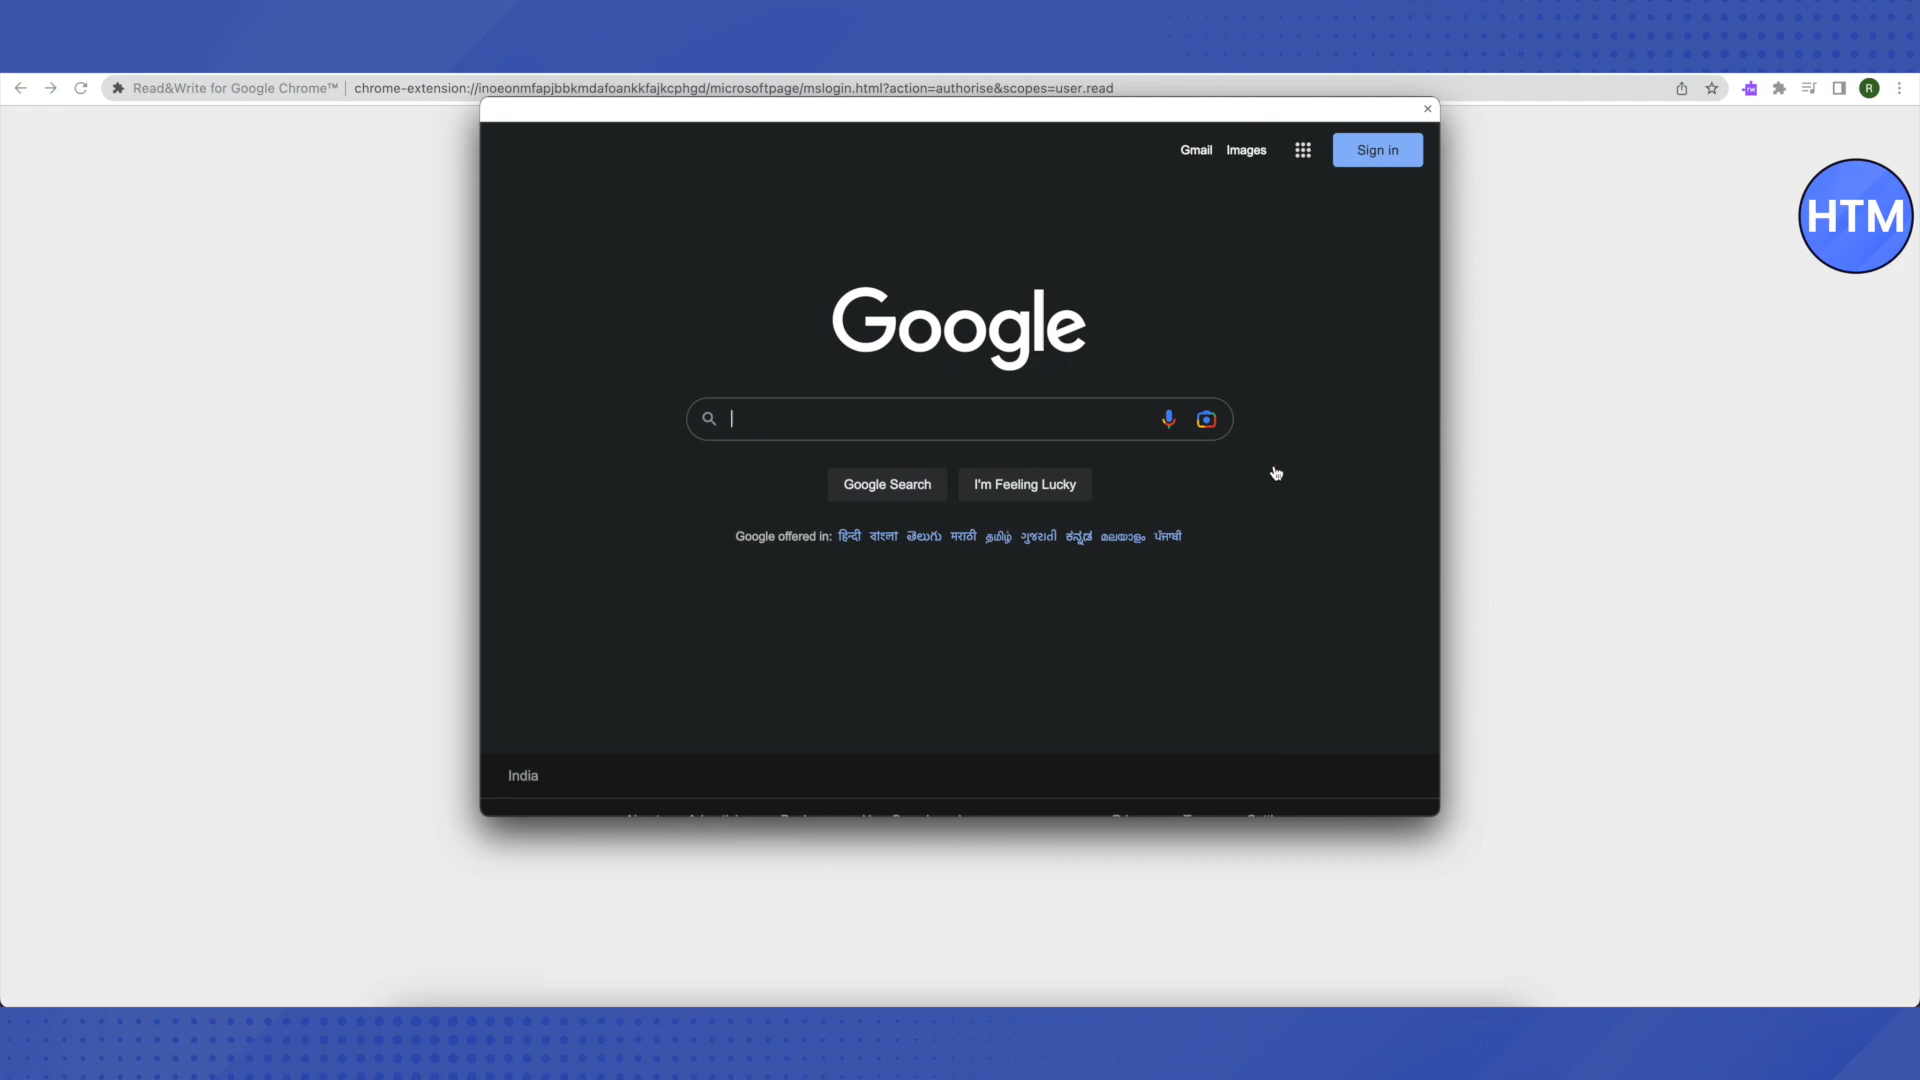 Read&Write for Google Chrome™ | chrome-extension://inoeonmfapjbbkmdafoankkfajkcphgd/microsoftpage/mslogin.html?action=authorise&scopes=user.read
rw
R
Gmail Images Sign in
HTM
Google
Google Search I'm Feeling Lucky
Google offered in: हिन्दी বাংলা తెలుగు मराठी தமிழ் ગુજરાતી ಕನ್ನಡ മലയാളം ਪੰਜਾਬੀ
India